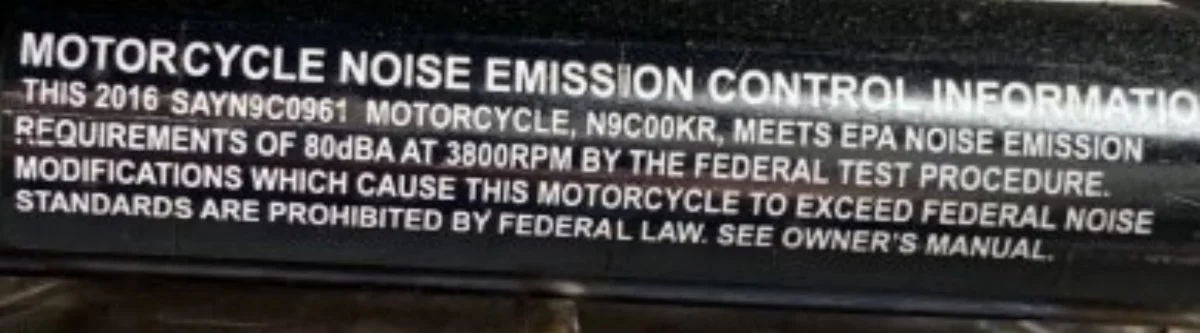 MOTORCYCLE NOISE EMISSION CONTROL INFORMATIO
THIS 2016 SAYN9C0961 MOTORCYCLE, N9C00KR, MEETS EPA NOISE EMISSION
REQUIREMENTS OF 80dBA AT 3800RPM BY THE FEDERAL TEST PROCEDURE.
MODIFICATIONS WHICH CAUSE THIS MOTORCYCLE TO EXCEED FEDERAL NOISE
STANDARDS ARE PROHIBITED BY FEDERAL LAW. SEE OWNER'S MANUAL.